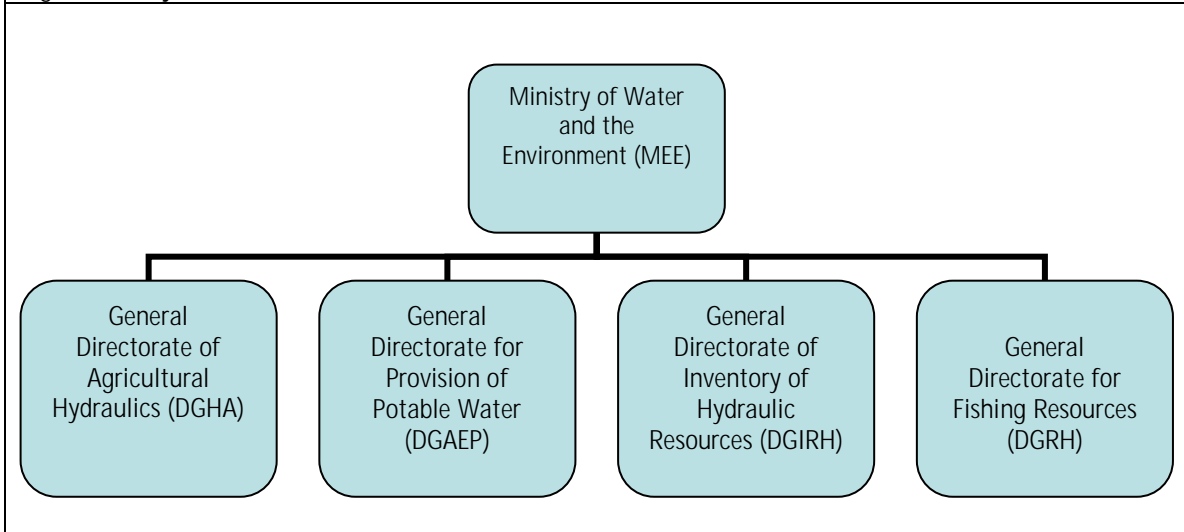 Ministry of Water
and the
Environment (MEE)
General
Directorate of
Agricultural
Hydraulics (DGHA)
General
Directorate for
Provision of
Potable Water
(DGAEP)
General
Directorate of
Inventory of
Hydraulic
Resources (DGIRH)
General
Directorate for
Fishing Resources
(DGRH)